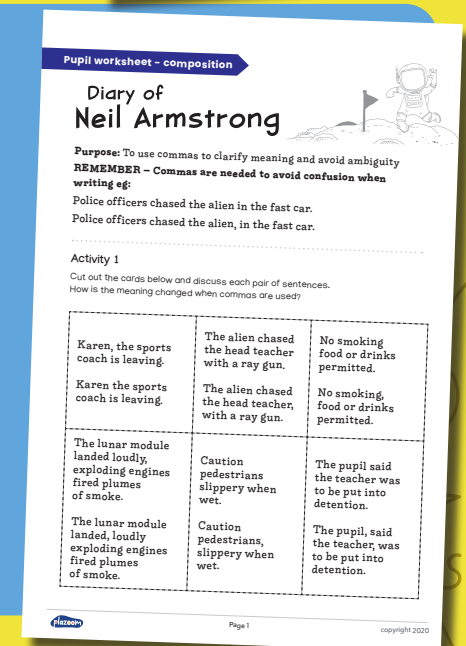 Pupil worksheet – composition
Diary of
Neil Armstrong
Purpose: To use commas to clarify meaning and avoid ambiguity
REMEMBER – Commas are needed to avoid confusion when
writing eg:
Police officers chased the alien in the fast car.
Police officers chased the alien, in the fast car.
Activity 1
Cut out the cards below and discuss each pair of sentences.
How is the meaning changed when commas are used?
Karen, the sports
coach is leaving.
Karen the sports
coach is leaving.
The alien chased
the head teacher
with a ray gun.
The alien chased
the head teacher,
with a ray gun.
No smoking
food or drinks
permitted.
No smoking,
food or drinks
permitted.
The lunar module
landed loudly,
exploding engines
fired plumes
of smoke.
The lunar module
landed, loudly
exploding engines
fired plumes
of smoke.
Caution
pedestrians
slippery when
wet.
Caution
pedestrians,
slippery when
wet.
The pupil said
the teacher was
to be put into
detention.
The pupil, said
the teacher, was
to be put into
detention.
plazoom
Page 1
copyright 2020